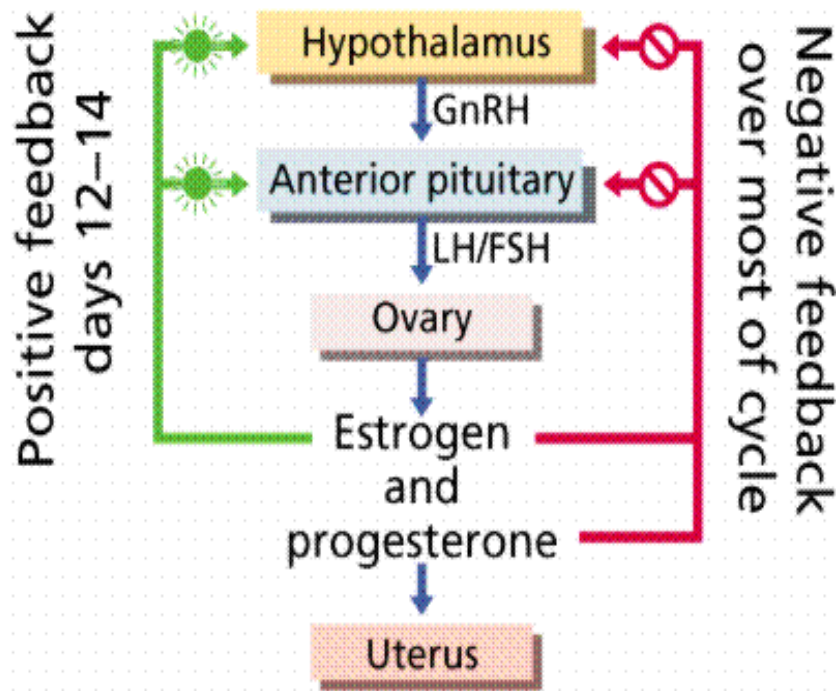 Positive feedback
days 12–14
Hypothalamus
GnRH
Anterior pituitary
LH/FSH
Ovary
Estrogen
and
progesterone
Uterus
Negative feedback
over most of cycle